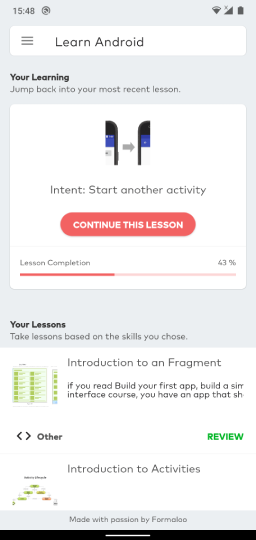 15:48
Learn Android
Your Learning
Jump back into your most recent lesson.
Intent: Start another activity
CONTINUE THIS LESSON
Lesson Completion
43 %
Your Lessons
Take lessons based on the skills you chose.
Introduction to an Fragment
if you read Build your first app, build a sim
interface course, you have an app that sh
Other
REVIEW
Introduction to Activities
Made with passion by Formaloo